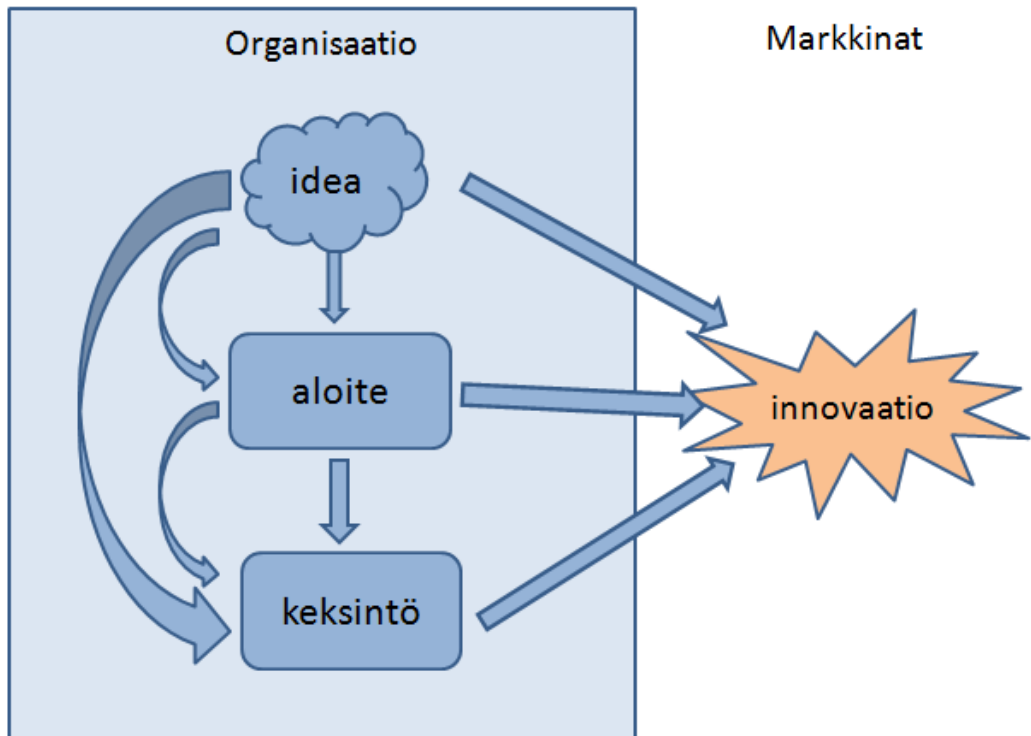 Organisaatio
Markkinat
idea
aloite
innovaatio
keksintö